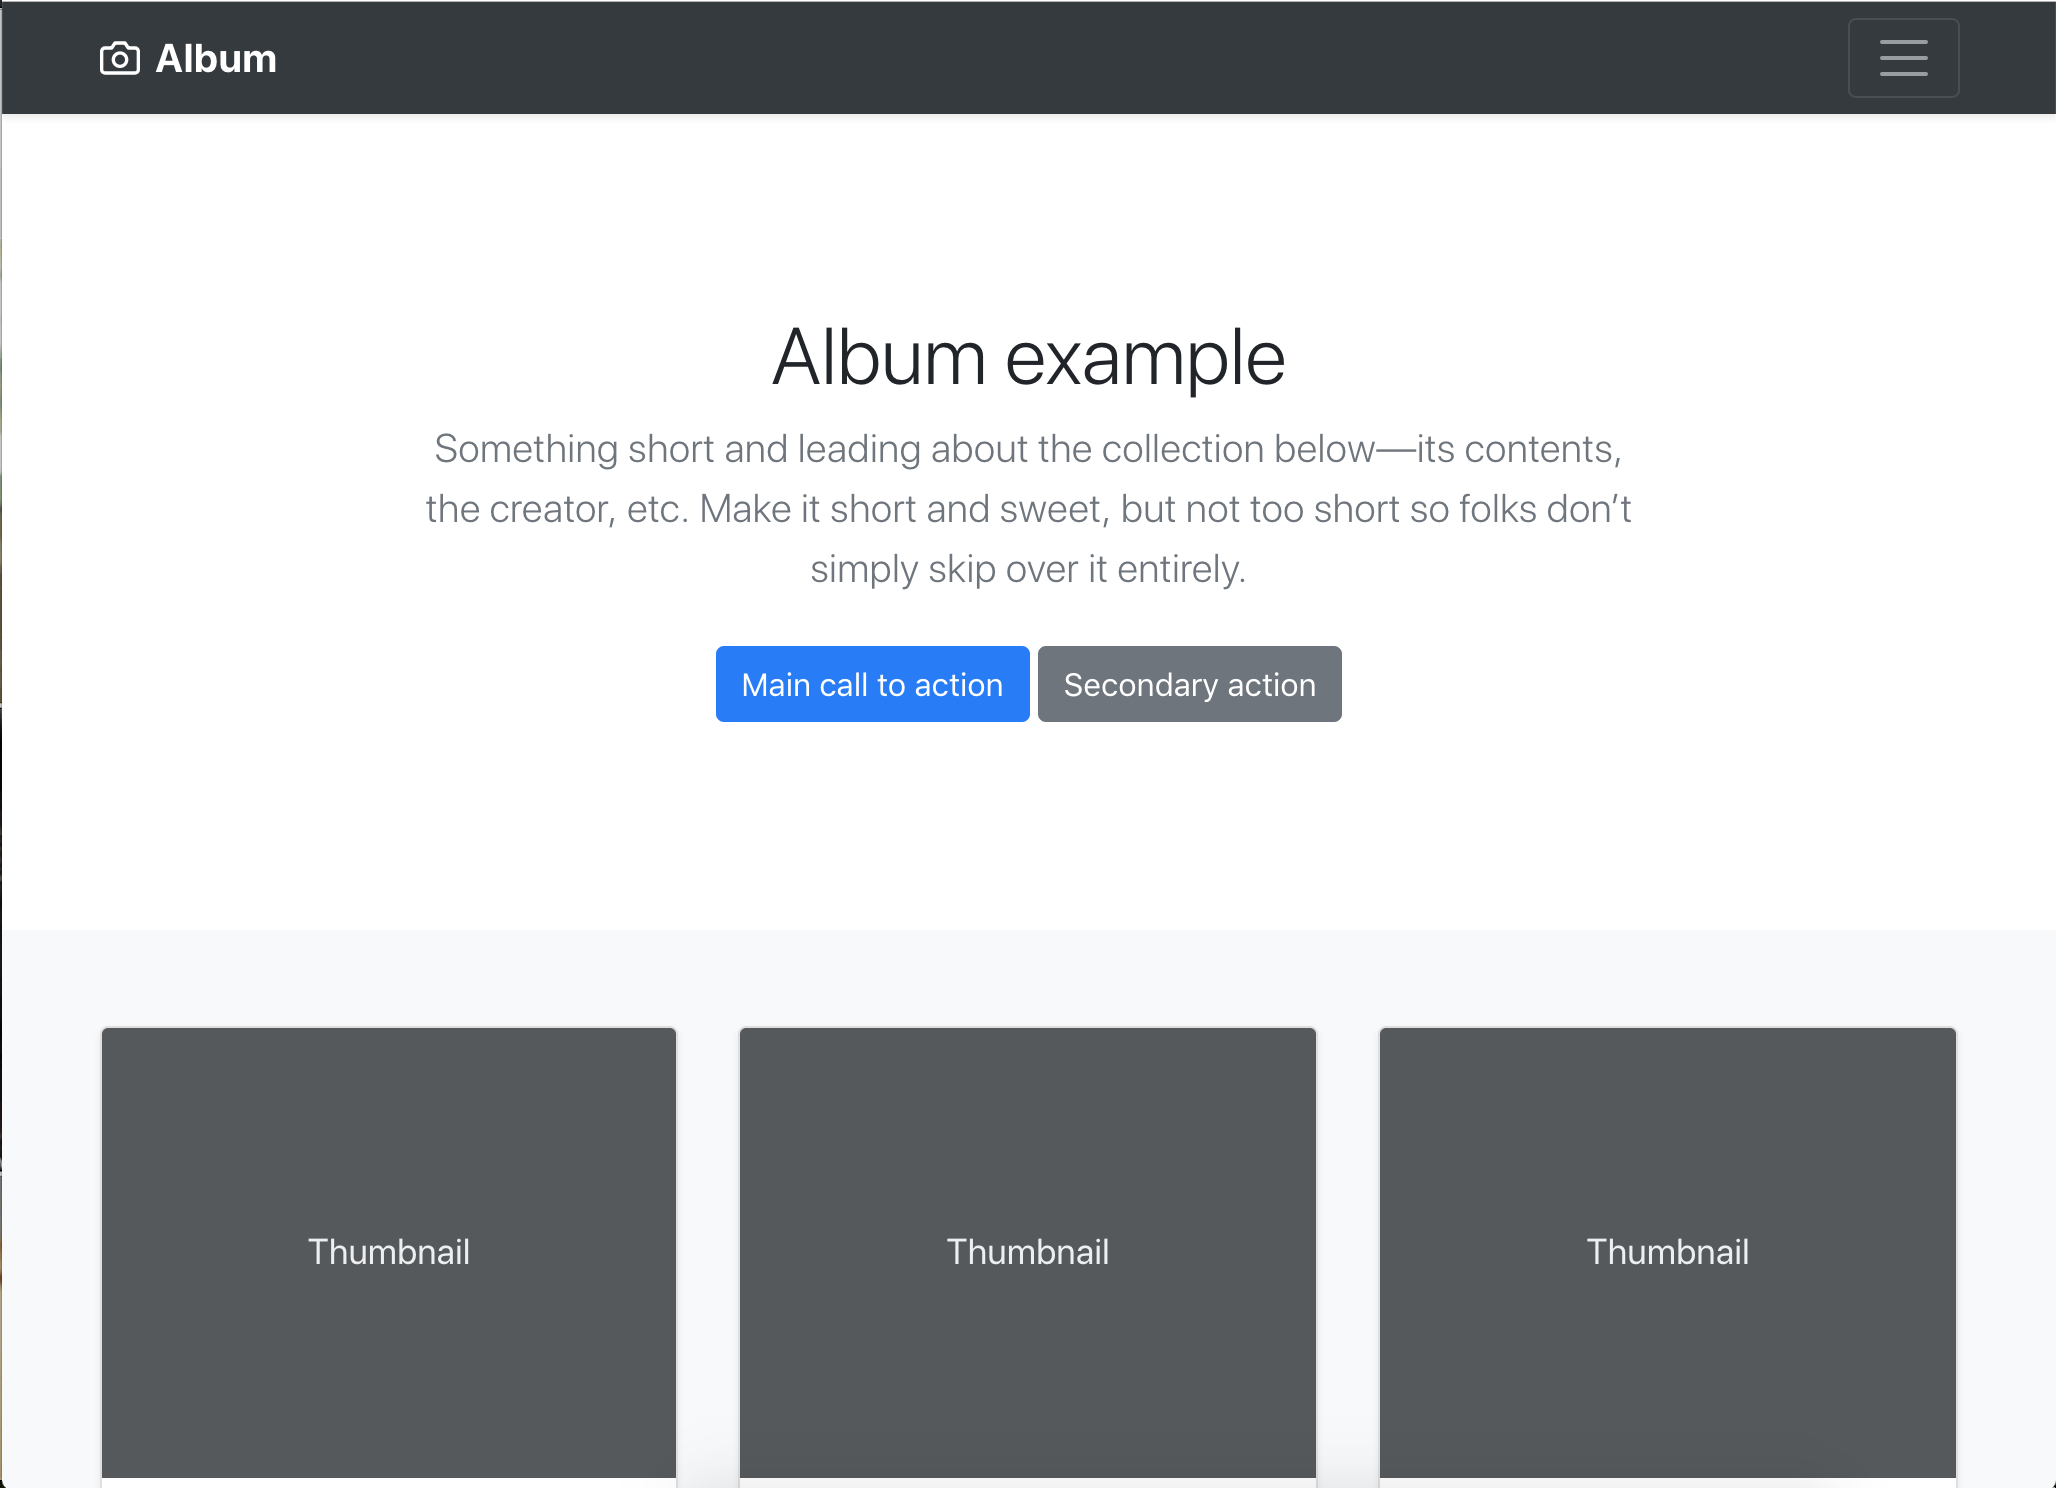 Album
Album example
Something short and leading about the collection below—its contents,
the creator, etc. Make it short and sweet, but not too short so folks don’t
simply skip over it entirely.
Main call to action
Secondary action
Thumbnail
Thumbnail
Thumbnail